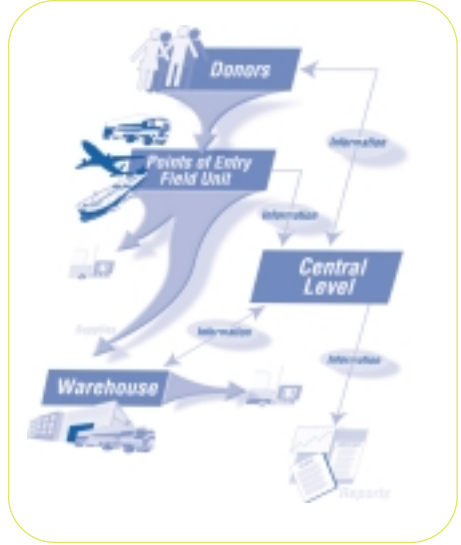 Donors
Information
Points of Entry
Field Unit
Information
Central
Level
Supplies
Information
Information
Warehouse
Reports